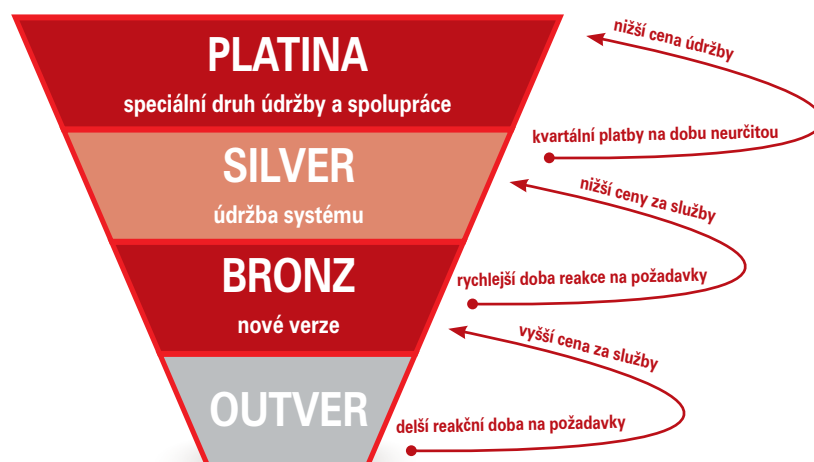 PLATINA
speciální druh údržby a spolupráce
SILVER
údržba systému
BRONZ
nové verze
OUTVER
nižší cena údržby
kvartální platby na dobu neurčitou
nižší ceny za služby
rychlejší doba reakce na požadavky
vyšší cena za služby
delší reakční doba na požadavky